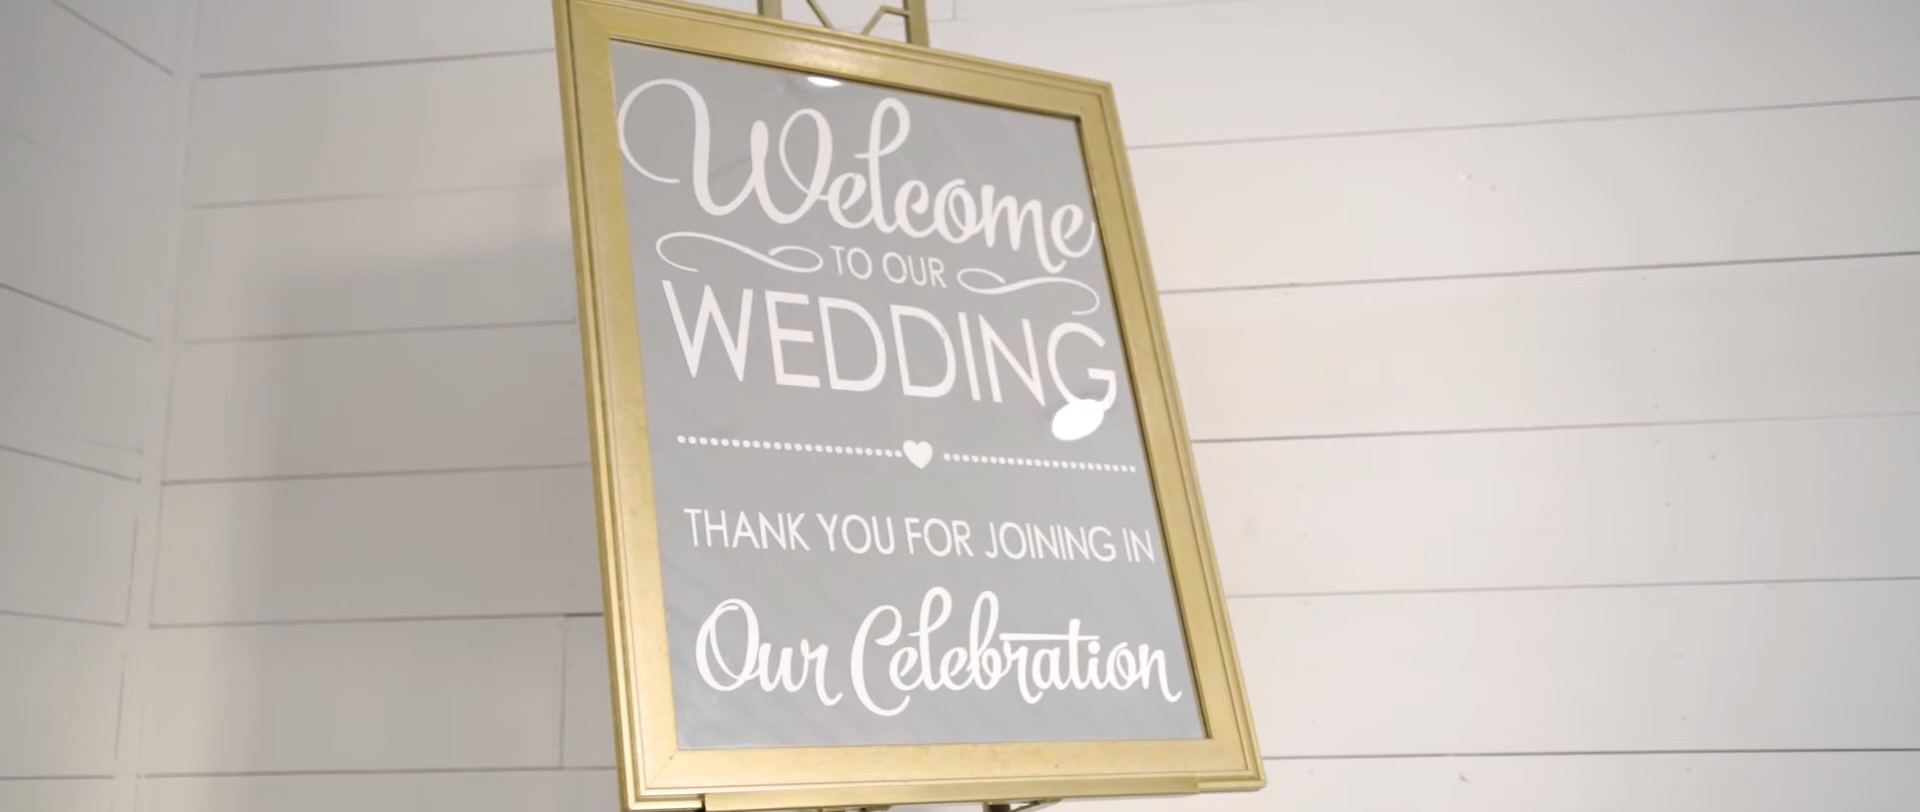 Welcome
TO OUR
WEDDING
THANK YOU FOR JOINING IN
Our Celebration